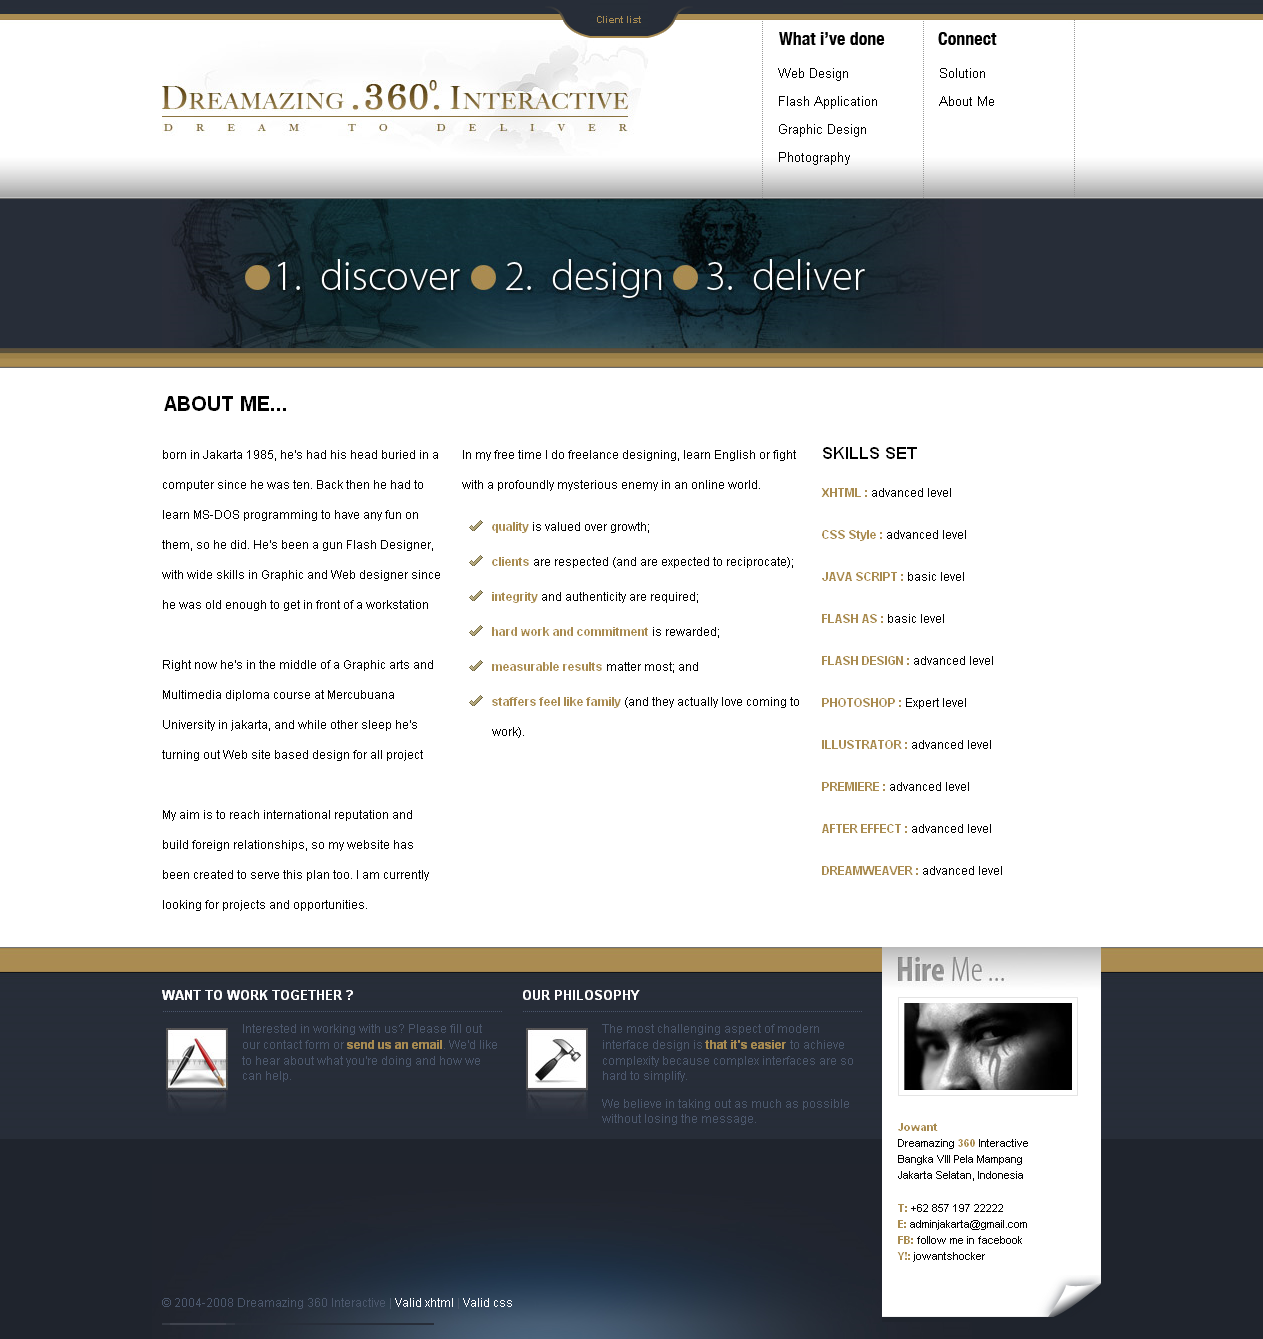 Client list
What i've done
Web Design
Flash Application
Graphic Design
Photography
Connect
Solution
About Me
DREAMAZING .360°. INTERACTIVE
DREAM TO DELIVER
1. discover 2. design 3. deliver
ABOUT ME...
born in Jakarta 1985, he's had his head buried in a
computer since he was ten. Back then he had to
learn MS-DOS programming to have any fun on
them, so he did. He's been a gun Flash Designer,
with wide skills in Graphic and Web designer since
he was old enough to get in front of a workstation
Right now he's in the middle of a Graphic arts and
Multimedia diploma course at Mercubuana
University in jakarta, and while other sleep he's
turning out Web site based design for all project
My aim is to reach international reputation and
build foreign relationships, so my website has
been created to serve this plan too. I am currently
looking for projects and opportunities.
In my free time I do freelance designing, learn English or fight
with a profoundly mysterious enemy in an online world.
quality is valued over growth;
clients are respected (and are expected to reciprocate);
integrity and authenticity are required;
hard work and commitment is rewarded;
measurable results matter most; and
staffers feel like family (and they actually love coming to
work).
SKILLS SET
XHTML : advanced level
CSS Style : advanced level
JAVA SCRIPT : basic level
FLASH AS : basic level
FLASH DESIGN : advanced level
PHOTOSHOP : Expert level
ILLUSTRATOR : advanced level
PREMIERE : advanced level
AFTER EFFECT : advanced level
DREAMWEAVER : advanced level
WANT TO WORK TOGETHER ?
Interested in working with us? Please fill out
our contact form or send us an email. We'd like
to hear about what you're doing and how we
can help.
OUR PHILOSOPHY
The most challenging aspect of modern
interface design is that it's easier to achieve
complexity because complex interfaces are so
hard to simplify.
We believe in taking out as much as possible
without losing the message.
Hire Me ...
Jowant
Dreamazing 360 Interactive
Bangka VIII Pela Mampang
Jakarta Selatan, Indonesia
T: +62 857 197 22222
E: adminjakarta@gmail.com
FB: follow me in facebook
Y!: jowantshocker
© 2004-2008 Dreamazing 360 Interactive | Valid xhtml | Valid css